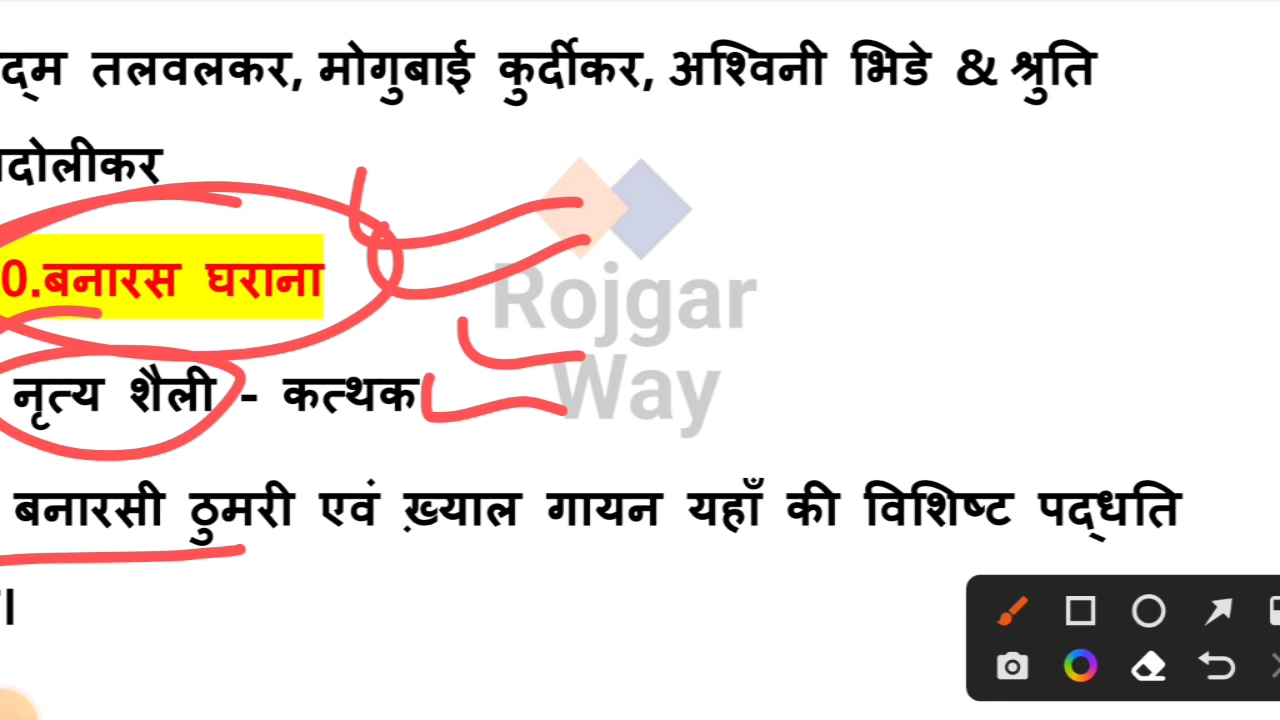 तलवलकर, मोगुबाई कुर्दीकर, अश्विनी भिडे & श्रुति
0.बनारस घराना
नृत्य शैली - कत्थक
बनारसी ठुमरी एवं ख़्याल गायन यहाँ की विशिष्ट पद्धति
Rojgar
Way